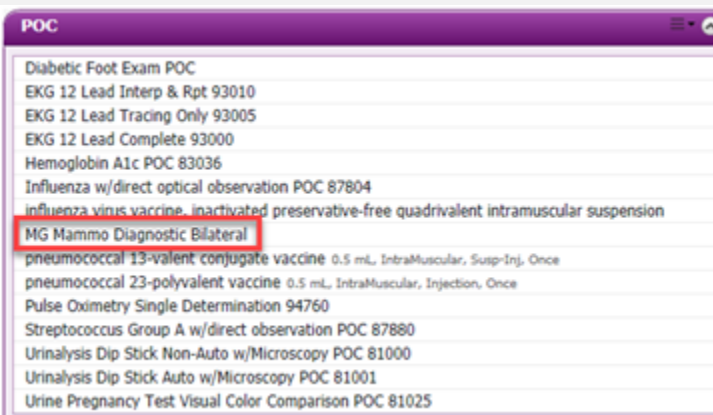 POC
Diabetic Foot Exam POC
EKG 12 Lead Interp & Rpt 93010
EKG 12 Lead Tracing Only 93005
EKG 12 Lead Complete 93000
Hemoglobin A1c POC 83036
Influenza w/direct optical observation POC 87804
influenza virus vaccine, inactivated preservative-free quadrivalent intramuscular suspension
MG Mammo Diagnostic Bilateral
pneumococcal 13-valent conjugate vaccine 0.5 mL, IntraMuscular, Susp-Inj, Once
pneumococcal 23-polyvalent vaccine 0.5 mL, IntraMuscular, Injection, Once
Pulse Oximetry Single Determination 94760
Streptococcus Group A w/direct observation POC 87880
Urinalysis Dip Stick Non-Auto w/Microscopy POC 81000
Urinalysis Dip Stick Auto w/Microscopy POC 81001
Urine Pregnancy Test Visual Color Comparison POC 81025